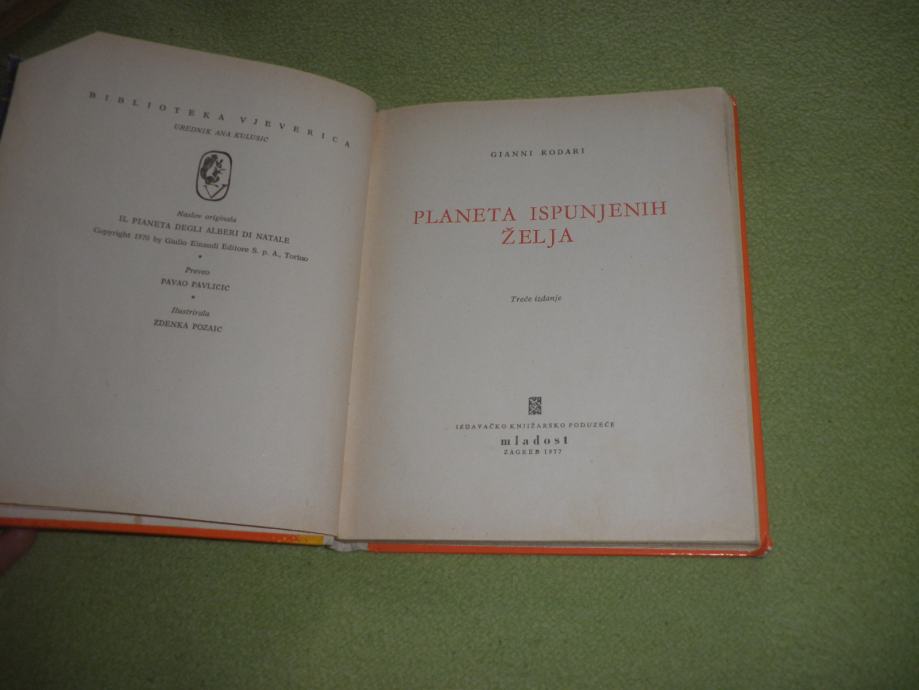 BIBLIOTEKA VJEVERICA
UREDNIK ANA KULUSIC
Naslov originala
IL PIANETA DEGLI ALBERI DI NATALE
Copyright 1970 by Giulio Einaudi Editore S. p. A., Torino
*
Preveo
PAVAO PAVLICIC
*
Ilustrirala
ZDENKA POZAIC
GIANNI RODARI
PLANETA ISPUNJENIH
ŽELJA
Treće izdanje
IZDAVAČKO KNJIŽARSKO PODUZEĆE
mladost
ZAGREB 1977